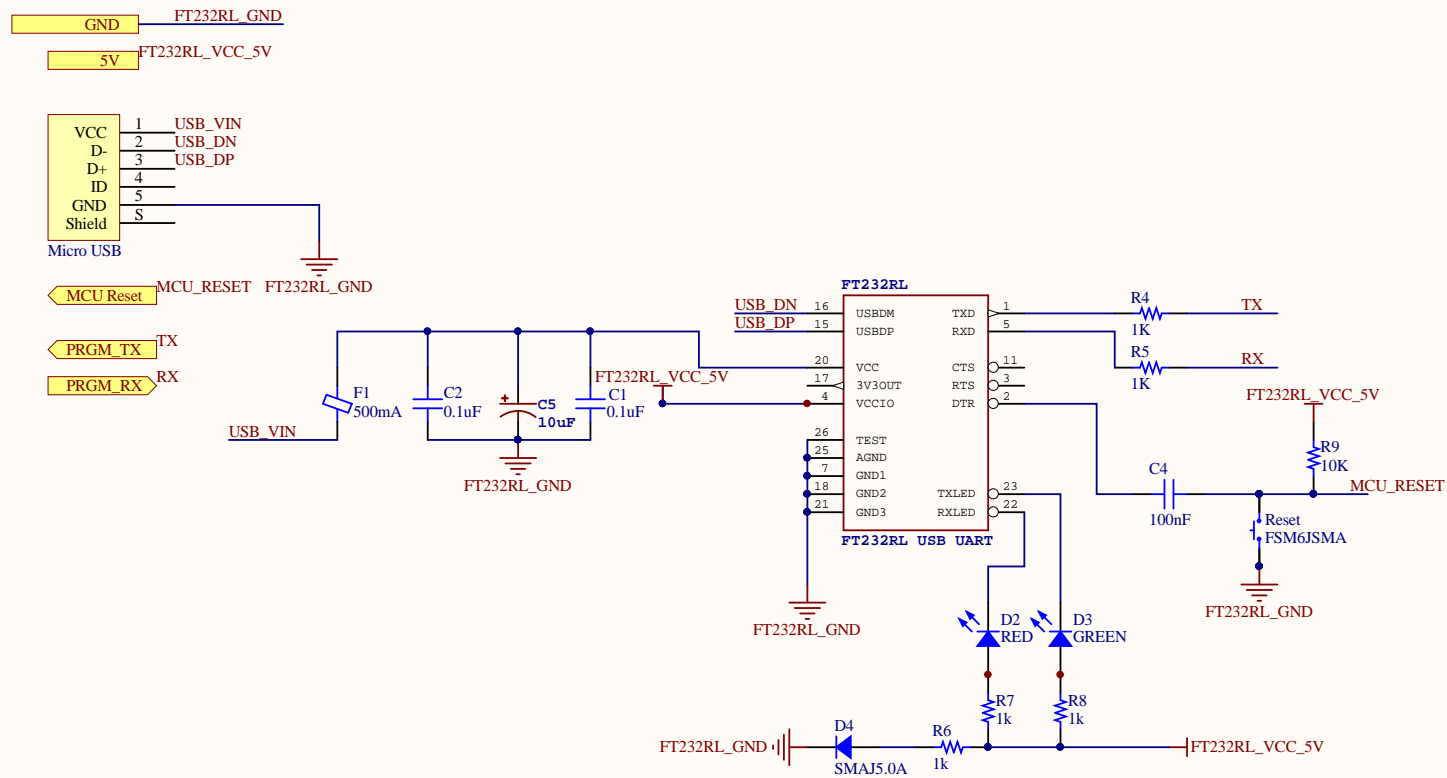 GND
FT232RL_GND
5V
FT232RL_VCC_5V
VCC 1 USB_VIN
D- 2 USB_DN
D+ 3 USB_DP
ID 4
GND 5
Shield S
Micro USB
FT232RL_GND
MCU Reset MCU_RESET
PRGM_TX TX
PRGM_RX RX
USB_VIN
F1
500mA
C2
0.1uF
+
C5
10uF
C1
0.1uF
FT232RL_GND
FT232RL_VCC_5V
FT232RL
USB_DN 16 USBDM
USB_DP 15 USBDP
20 VCC
17 3V3OUT
4 VCCIO
26 TEST
25 AGND
7 GND1
18 GND2
21 GND3
TXD 1
RXD 5
CTS 11
RTS 3
DTR 2
TXLED 23
RXLED 22
FT232RL USB UART
FT232RL_GND
R4
1K
TX
R5
1K
RX
FT232RL_VCC_5V
R9
10K
C4
100nF
MCU_RESET
Reset
FSM6JSMA
FT232RL_GND
D2
RED
D3
GREEN
R7
1k
R8
1k
FT232RL_GND
D4
SMAJ5.0A
R6
1k
FT232RL_VCC_5V